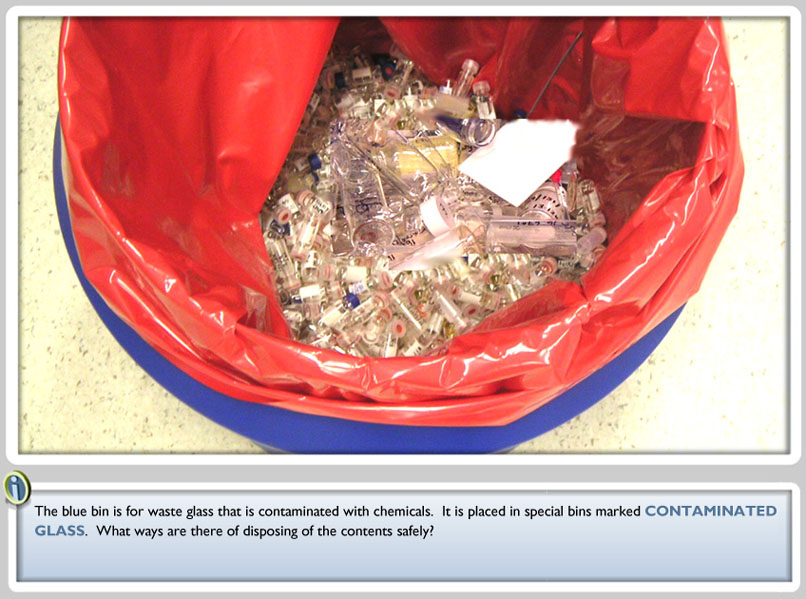 The blue bin is for waste glass that is contaminated with chemicals. It is placed in special bins marked CONTAMINATED
GLASS. What ways are there of disposing of the contents safely?